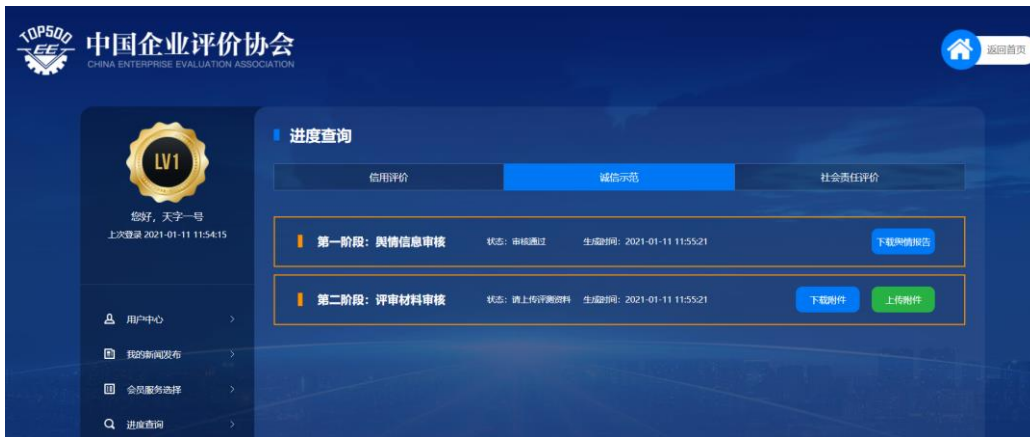 TOP500
EE
中国企业评价协会
CHINA ENTERPRISE EVALUATION ASSOCIATION
返回首页
LV1
您好，天字一号
上次登录 2021-01-11 11:54:15
用户中心
我的新闻发布
会员服务选择
进度查询
进度查询
信用评价 诚信示范 社会责任评价
第一阶段：舆情信息审核 状态：审核通过 生成时间：2021-01-11 11:55:21 下载舆情报告
第二阶段：评审材料审核 状态：请上传评测资料 生成时间：2021-01-11 11:55:21 下载附件 上传附件